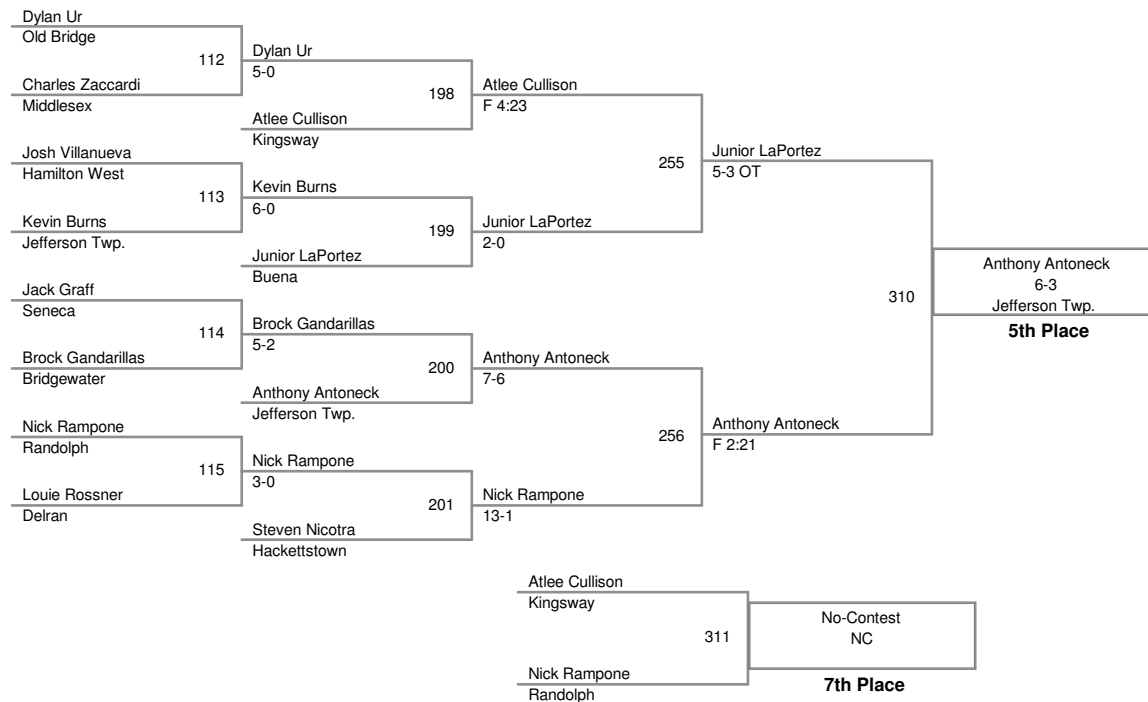 Dylan Ur
Old Bridge
112
Charles Zaccardi
Middlesex
Josh Villanueva
Hamilton West
113
Kevin Burns
Jefferson Twp.
Jack Graff
Seneca
114
Brock Gandarillas
Bridgewater
Nick Rampone
Randolph
115
Louie Rossner
Delran
Dylan Ur
5-0
198
Atlee Cullison
Kingsway
Kevin Burns
6-0
199
Junior LaPortez
Buena
Brock Gandarillas
5-2
200
Anthony Antoneck
Jefferson Twp.
Nick Rampone
3-0
201
Steven Nicotra
Hackettstown
Atlee Cullison
F 4:23
255
Junior LaPortez
2-0
Anthony Antoneck
7-6
256
Nick Rampone
13-1
Junior LaPortez
5-3 OT
310
Anthony Antoneck
F 2:21
Anthony Antoneck
6-3
Jefferson Twp.
5th Place
Atlee Cullison
Kingsway
311
Nick Rampone
Randolph
No-Contest
NC
7th Place